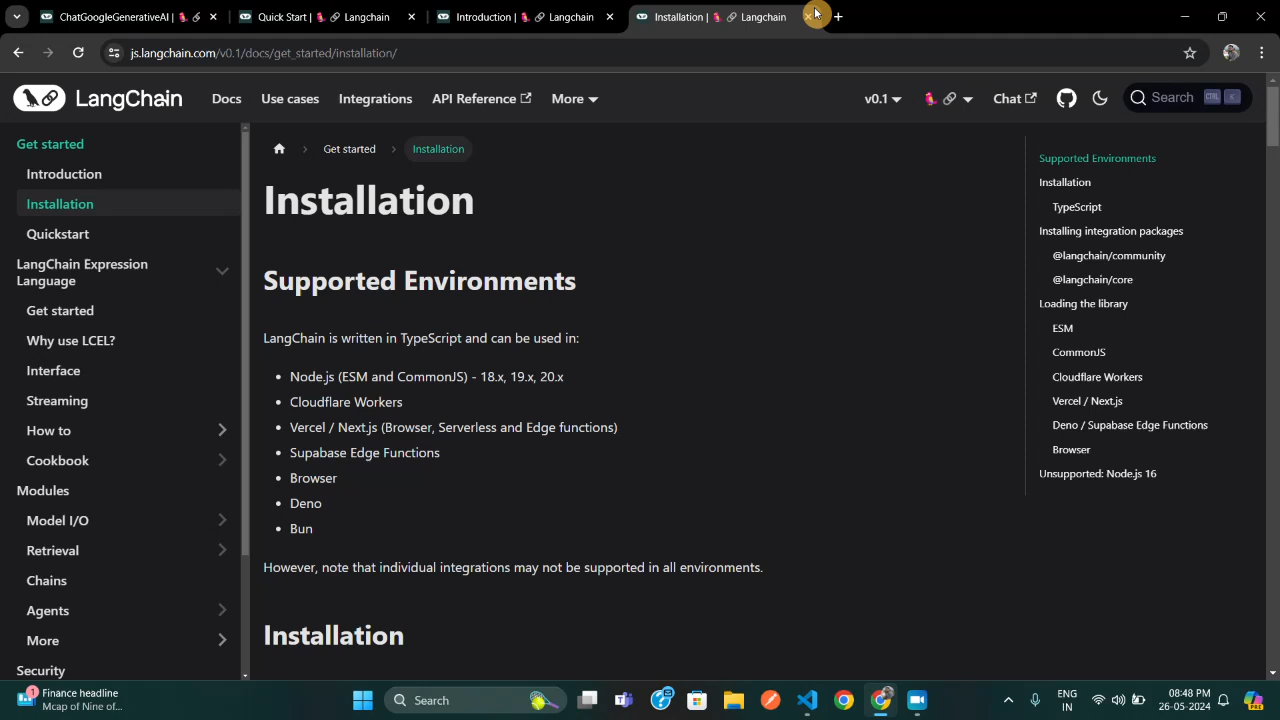 ChatGoogleGenerativeAI |
Quick Start | Langchain
Introduction | Langchain
Installation | Langchain
js.langchain.com/v0.1/docs/get_started/installation/
LangChain
Docs
Use cases
Integrations
API Reference
More
v0.1
Chat
Search
CTRL
K
Get started
Introduction
Installation
Quickstart
LangChain Expression
Language
Get started
Why use LCEL?
Interface
Streaming
How to
Cookbook
Modules
Model I/O
Retrieval
Chains
Agents
More
Security
Get started
Installation
Installation
Supported Environments
LangChain is written in TypeScript and can be used in:
Node.js (ESM and CommonJS) - 18.x, 19.x, 20.x
Cloudflare Workers
Vercel / Next.js (Browser, Serverless and Edge functions)
Supabase Edge Functions
Browser
Deno
Bun
However, note that individual integrations may not be supported in all environments.
Installation
Supported Environments
Installation
TypeScript
Installing integration packages
@langchain/community
@langchain/core
Loading the library
ESM
CommonJS
Cloudflare Workers
Vercel / Next.js
Deno / Supabase Edge Functions
Browser
Unsupported: Node.js 16
1
Finance headline
Mcap of Nine of...
Search
ENG
IN
08:48 PM
26-05-2024
PRE